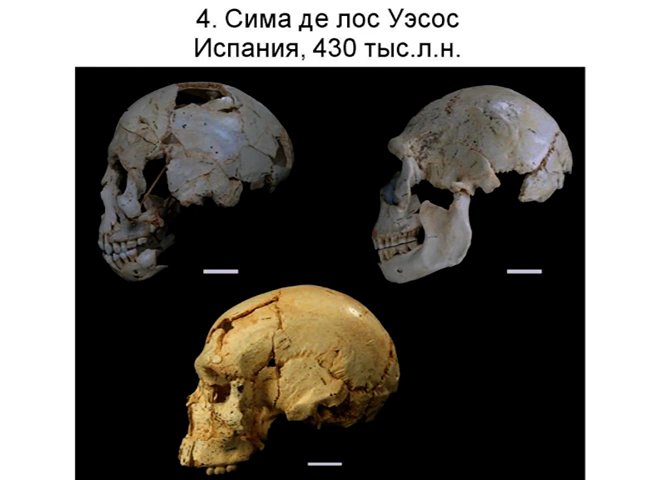 4. Сима де лос Уэсос
Испания, 430 тыс.л.н.